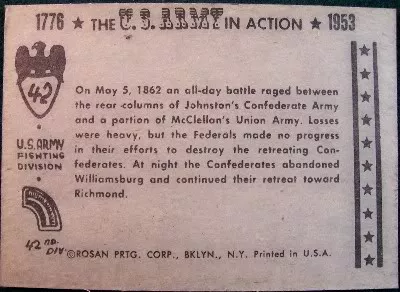 1776 ★ THE U.S. ARMY IN ACTION ★ 1953
42
On May 5, 1862 an all-day battle raged between
the rear columns of Johnston's Confederate Army
and a portion of McClellan's Union Army. Losses
were heavy, but the Federals made no progress
in their efforts to destroy the retreating Con-
federates. At night the Confederates abandoned
Williamsburg and continued their retreat toward
Richmond.
U.S. ARMY
FIGHTING
DIVISION
42 ND.
DIV
©ROSAN PRTG. CORP., BKLYN., N.Y. Printed in U.S.A.